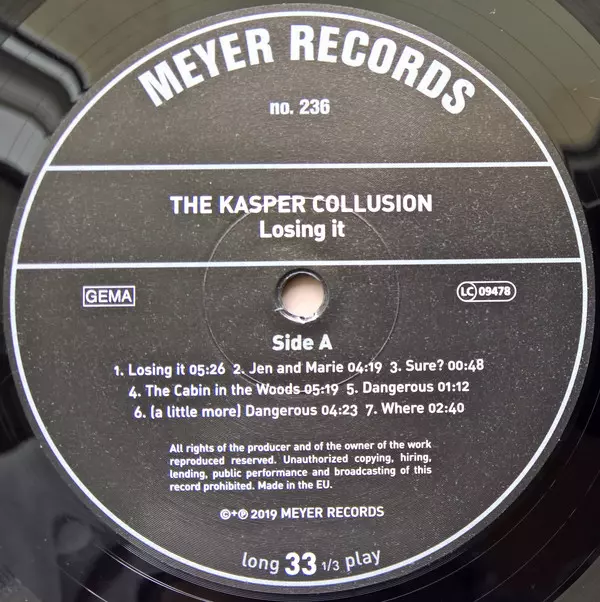 MEYER RECORDS
no. 236
THE KASPER COLLUSION
Losing it
GEMA
LC 09478
Side A
1. Losing it 05:26 2. Jen and Marie 04:19 3. Sure? 00:48
4. The Cabin in the Woods 05:19 5. Dangerous 01:12
6. (a little more) Dangerous 04:23 7. Where 02:40
All rights of the producer and of the owner of the work
reproduced reserved. Unauthorized copying, hiring,
lending, public performance and broadcasting of this
record prohibited. Made in the EU.
©+℗ 2019 MEYER RECORDS
long 33 1/3 play